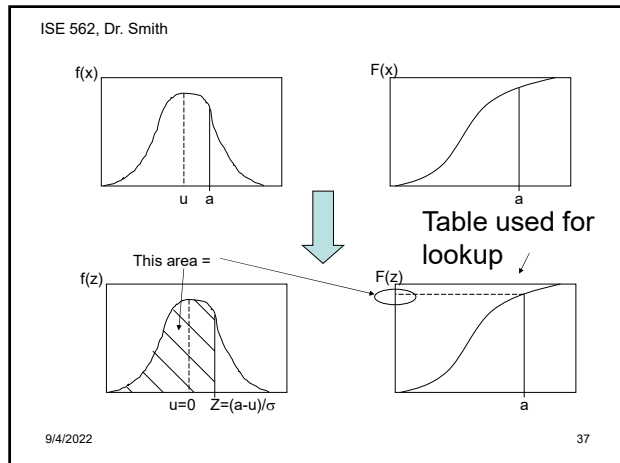 ISE 562, Dr. Smith
f(x)
F(x)
u a
a
Table used for
lookup
This area =
f(z)
F(z)
u=0 Z=(a-u)/σ
a
9/4/2022
37